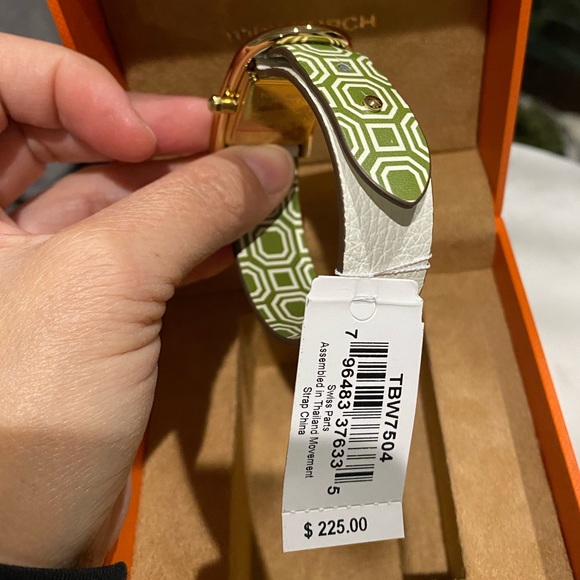 TBW7504
7 96483 37633 5
Swiss Parts
Assembled in Thailand Movement
Strap China
$ 225.00